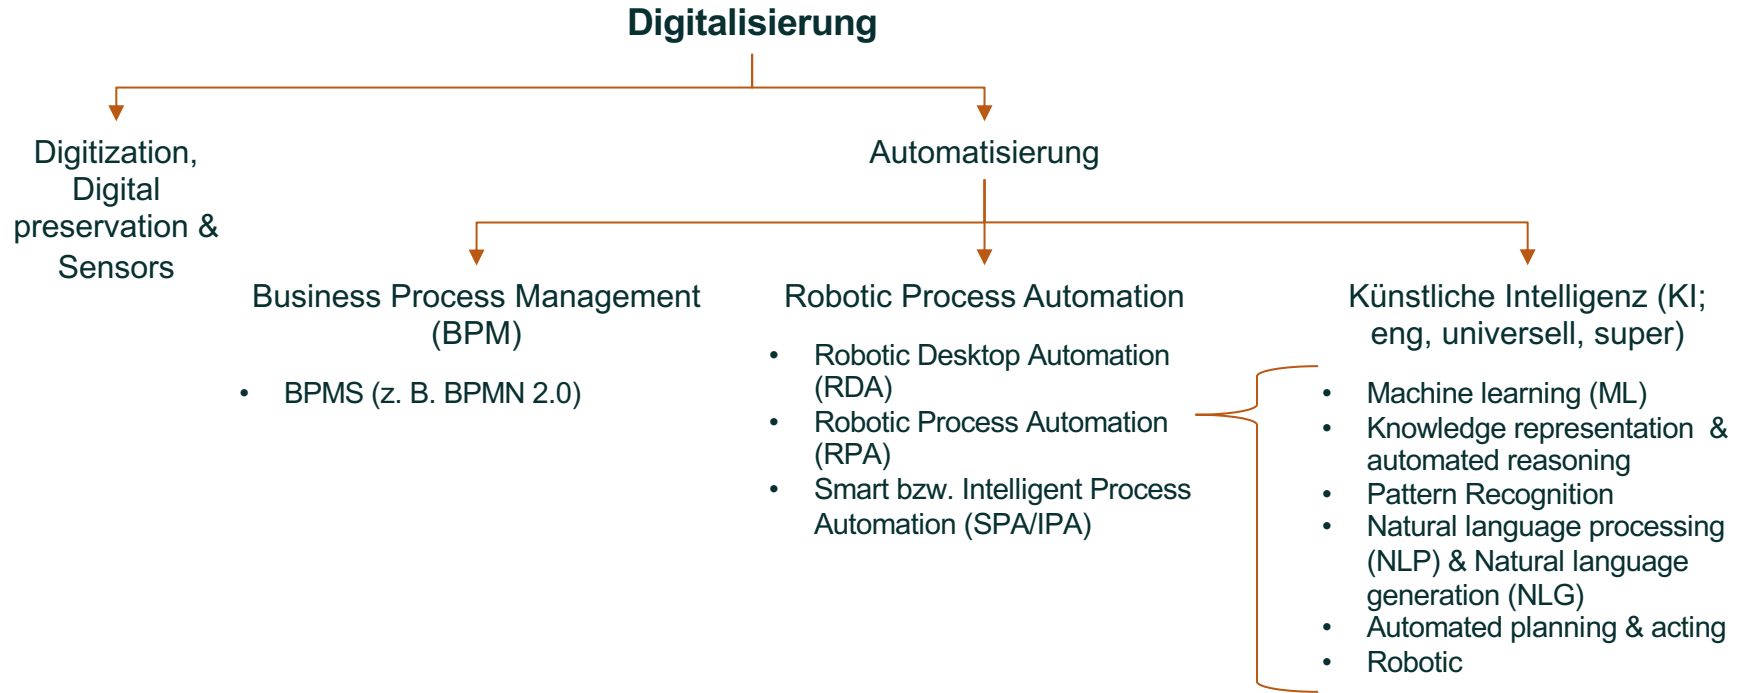 Digitalisierung
Digitization,
Digital
preservation &
Sensors
Automatisierung
Business Process Management
(BPM)
• BPMS (z. B. BPMN 2.0)
Robotic Process Automation
• Robotic Desktop Automation
(RDA)
• Robotic Process Automation
(RPA)
• Smart bzw. Intelligent Process
Automation (SPA/IPA)
Künstliche Intelligenz (KI;
eng, universell, super)
• Machine learning (ML)
• Knowledge representation &
automated reasoning
• Pattern Recognition
• Natural language processing
(NLP) & Natural language
generation (NLG)
• Automated planning & acting
• Robotic